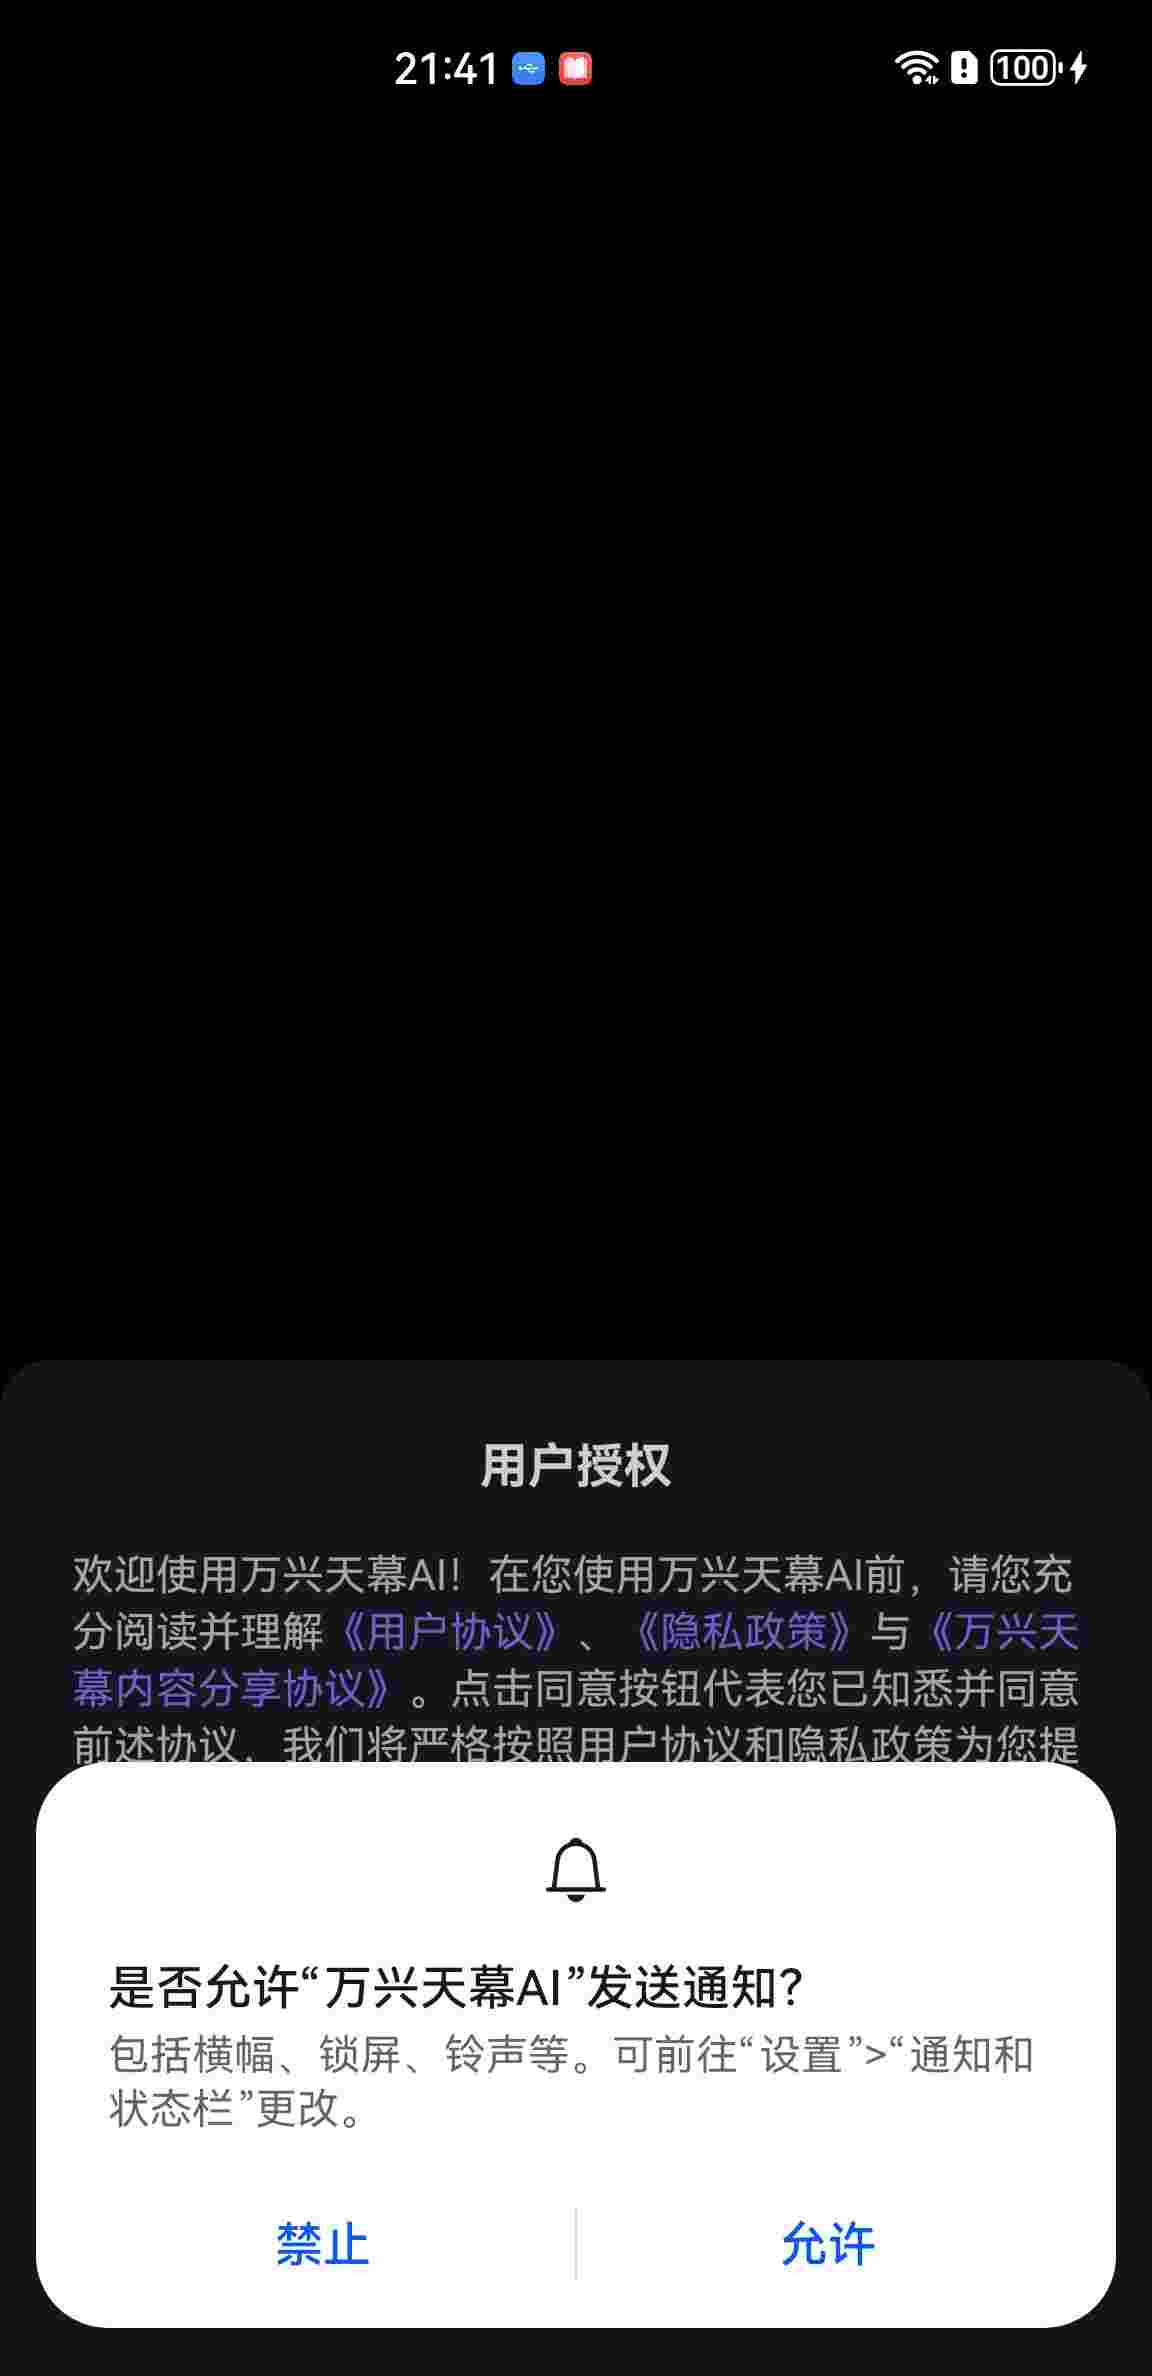 21:41
100
用户授权
欢迎使用万兴天幕AI！在您使用万兴天幕AI前，请您充
分阅读并理解《用户协议》、《隐私政策》与《万兴天
幕内容分享协议》。点击同意按钮代表您已知悉并同意
前述协议，我们将严格按照用户协议和隐私政策为您提
是否允许“万兴天幕AI”发送通知?
包括横幅、锁屏、铃声等。可前往“设置”>“通知和
状态栏”更改。
禁止
允许